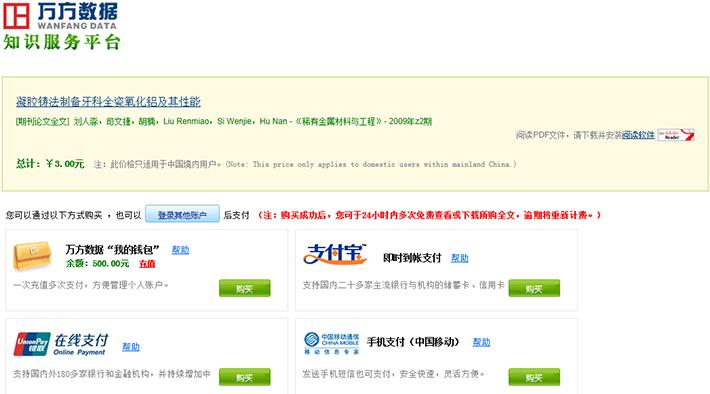 万方数据
WANFANG DATA
知识服务平台
凝胶铸法制备牙科全瓷氧化铝及其性能
[期刊论文全文] 刘人淼，司文捷，胡楠，Liu Renmiao，Si Wenjie，Hu Nan -《稀有金属材料与工程》- 2009年z2期
阅读PDF文件，请下载并安装阅读软件 Adobe Reader
总计：￥3.00元 注：此价格只适用于中国境内用户。(Note: This price only applies to domestic users within mainland China.)
您可以通过以下方式购买 ，也可以 登录其他账户 后支付 （注：购买成功后，您可于24小时内多次免费查看或下载所购全文，逾期将重新计费。）
万方数据“我的钱包” 帮助
余额：500.00元 充值
一次充值多次支付，方便管理个人账户。
购买
支付宝 即时到帐支付 帮助
支持国内二十多家主流银行与机构的储蓄卡、信用卡
购买
UnionPay 银联 在线支付 Online Payment 帮助
支持国内外180多家银行和金融机构，并持续增加中
购买
中国移动通信 CHINA MOBILE 移动信息专家 手机支付（中国移动） 帮助
发送手机短信也可支付，安全快速，灵活方便。
购买